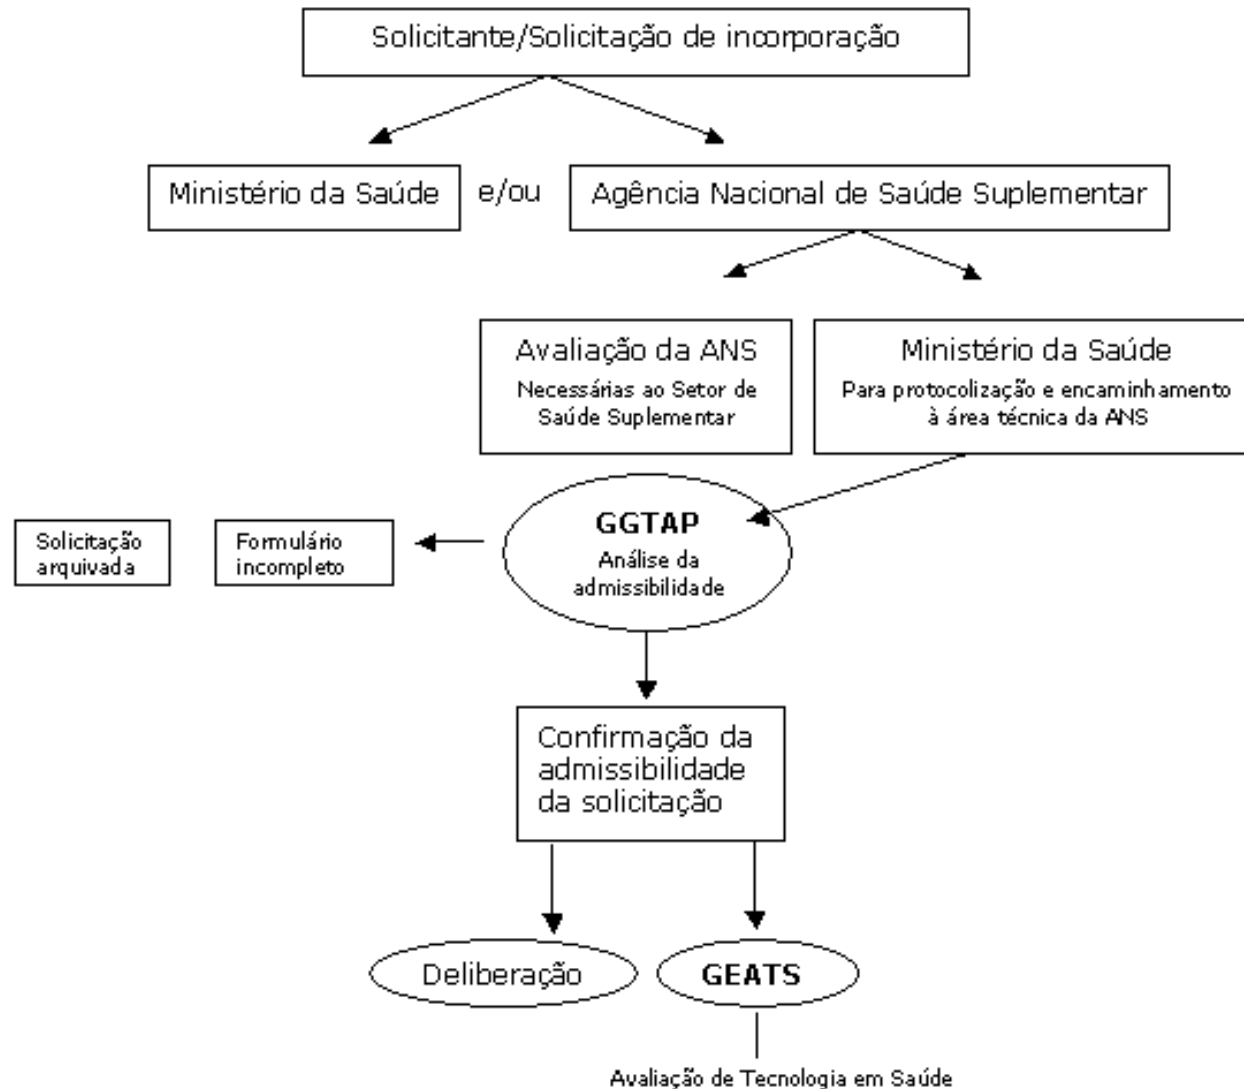 Solicitante/Solicitação de incorporação
Ministério da Saúde
e/ou
Agência Nacional de Saúde Suplementar
Avaliação da ANS
Necessárias ao Setor de
Saúde Suplementar
Ministério da Saúde
Para protocolização e encaminhamento
à área técnica da ANS
GGTAP
Análise da
admissibilidade
Solicitação
arquivada
Formulário
incompleto
Confirmação da
admissibilidade
da solicitação
Deliberação
GEATS
Avaliação de Tecnologia em Saúde